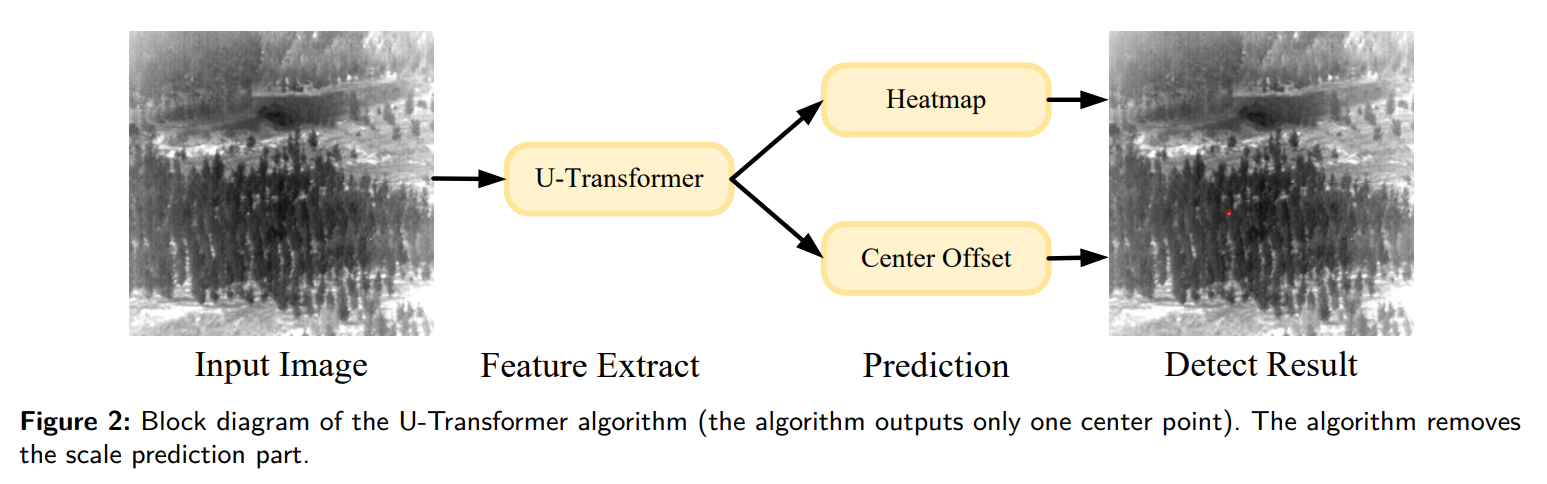 Heatmap
U-Transformer
Center Offset
Input Image
Feature Extract
Prediction
Detect Result
Figure 2: Block diagram of the U-Transformer algorithm (the algorithm outputs only one center point). The algorithm removes
the scale prediction part.